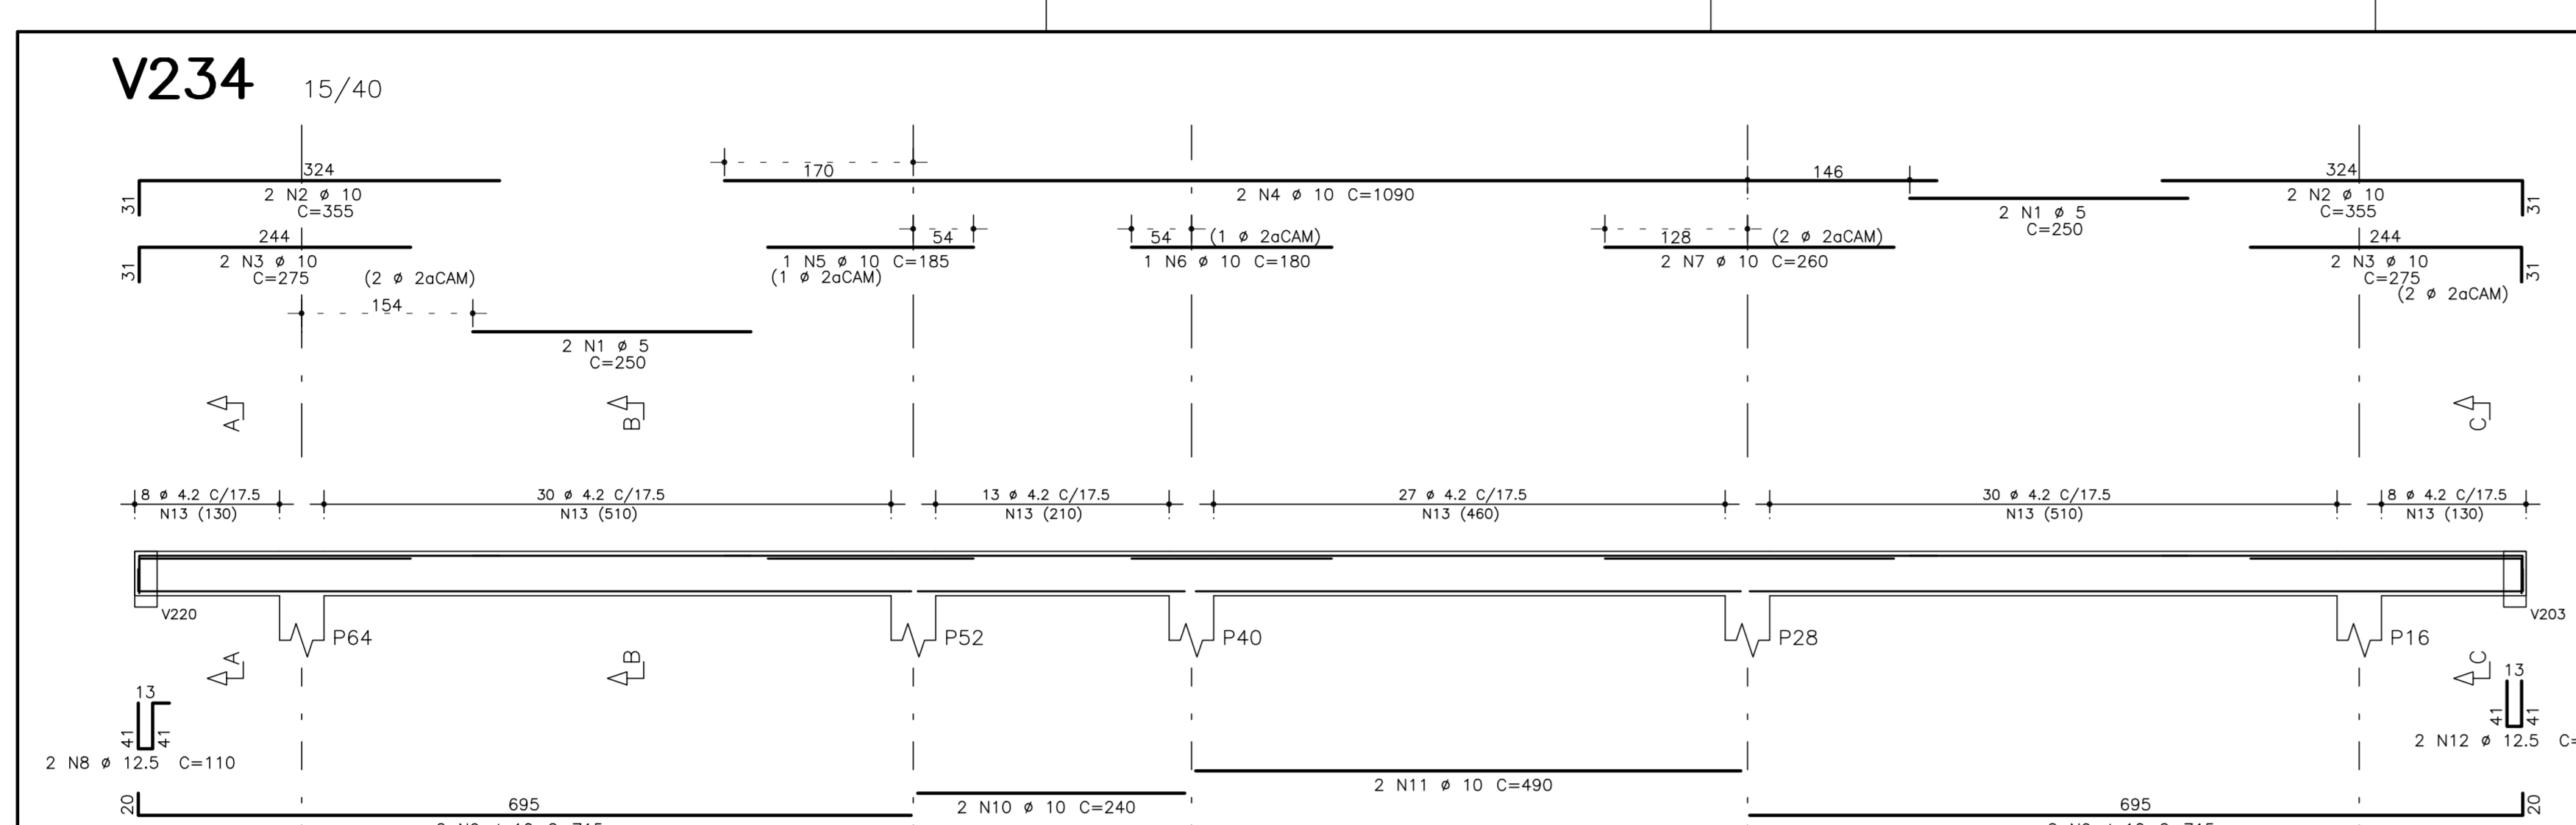 V234 15/40
324 170 146 324
31 2 N2 ø 10 2 N4 ø 10 C=1090 2 N2 ø 10 31
C=355 2 N1 ø 5 C=355
C=250
244 54 54 (1 ø 2aCAM) 128 (2 ø 2aCAM) 244
31 2 N3 ø 10 1 N5 ø 10 C=185 1 N6 ø 10 C=180 2 N7 ø 10 C=260 2 N3 ø 10 31
C=275 (2 ø 2aCAM) (1 ø 2aCAM) C=275
(2 ø 2aCAM)
154
2 N1 ø 5
C=250
A B C
8 ø 4.2 C/17.5 30 ø 4.2 C/17.5 13 ø 4.2 C/17.5 27 ø 4.2 C/17.5 30 ø 4.2 C/17.5 8 ø 4.2 C/17.5
N13 (130) N13 (510) N13 (210) N13 (460) N13 (510) N13 (130)
V220 V203
P64 P52 P40 P28 P16
A B C
13 13
41 41 41 41
2 N8 ø 12.5 C=110 2 N12 ø 12.5 C=
2 N11 ø 10 C=490
20 695 2 N10 ø 10 C=240 695 20